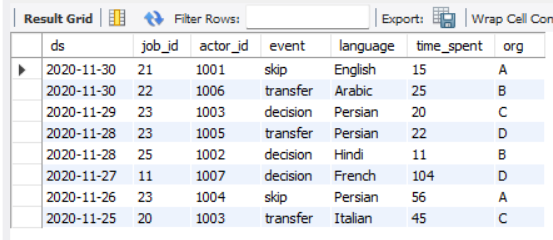 Result Grid Filter Rows: Export: Wrap Cell Con
ds job_id actor_id event language time_spent org
2020-11-30 21 1001 skip English 15 A
2020-11-30 22 1006 transfer Arabic 25 B
2020-11-29 23 1003 decision Persian 20 C
2020-11-28 23 1005 transfer Persian 22 D
2020-11-28 25 1002 decision Hindi 11 B
2020-11-27 11 1007 decision French 104 D
2020-11-26 23 1004 skip Persian 56 A
2020-11-25 20 1003 transfer Italian 45 C